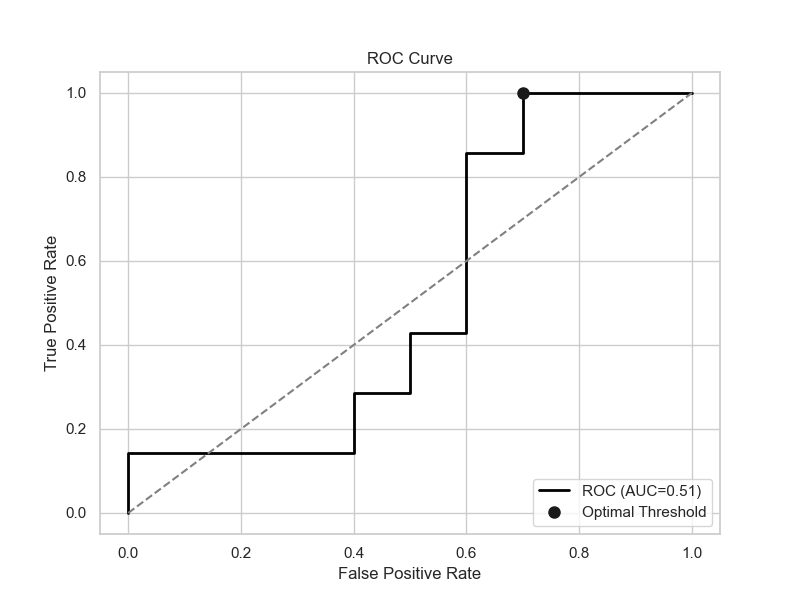 ROC Curve
True Positive Rate
1.0
0.8
0.6
0.4
0.2
0.0
0.0 0.2 0.4 0.6 0.8 1.0
False Positive Rate
ROC (AUC=0.51)
Optimal Threshold